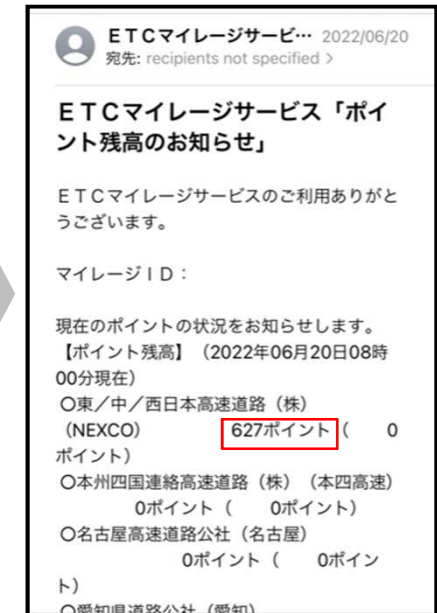 ＥＴＣマイレージサービ… 2022/06/20
宛先: recipients not specified >
ＥＴＣマイレージサービス「ポイ
ント残高のお知らせ」
ＥＴＣマイレージサービスのご利用ありがと
うございます。
マイレージＩＤ：
現在のポイントの状況をお知らせします。
【ポイント残高】（2022年06月20日08時
00分現在）
○東／中／西日本高速道路（株）
（NEXCO） 627ポイント（ 0
ポイント）
○本州四国連絡高速道路（株）（本四高速）
0ポイント（ 0ポイント）
○名古屋高速道路公社（名古屋）
0ポイント（ 0ポイン
ト）
○愛知県道路公社（愛知）